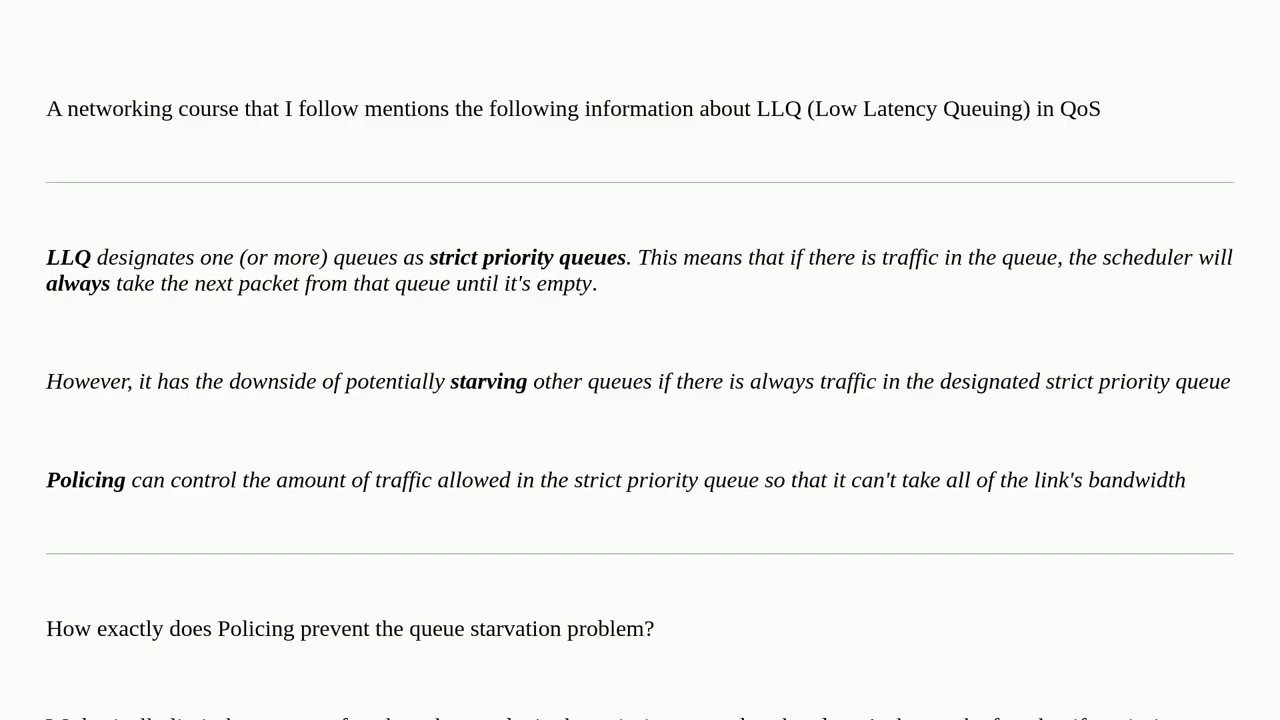 A networking course that I follow mentions the following information about LLQ (Low Latency Queuing) in QoS
LLQ designates one (or more) queues as strict priority queues. This means that if there is traffic in the queue, the scheduler will
always take the next packet from that queue until it's empty.
However, it has the downside of potentially starving other queues if there is always traffic in the designated strict priority queue
Policing can control the amount of traffic allowed in the strict priority queue so that it can't take all of the link's bandwidth
How exactly does Policing prevent the queue starvation problem?